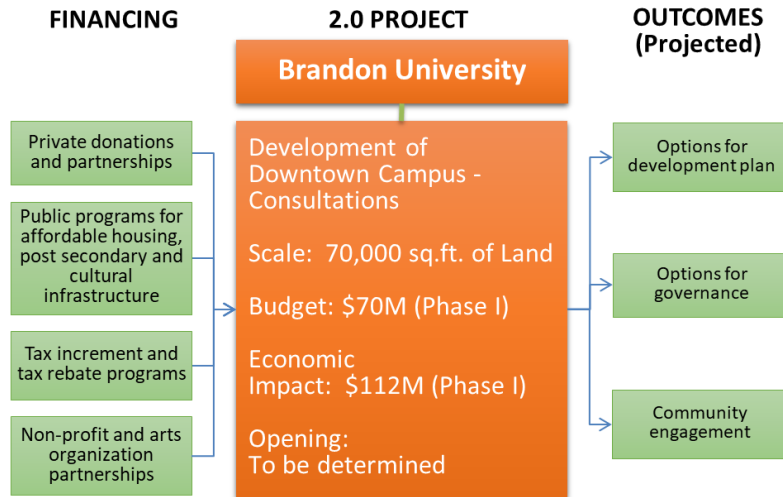 FINANCING
2.0 PROJECT
OUTCOMES
(Projected)
Brandon University
Private donations
and partnerships
Public programs for
affordable housing,
post secondary and
cultural
infrastructure
Tax increment and
tax rebate programs
Non-profit and arts
organization
partnerships
Development of
Downtown Campus -
Consultations
Scale:  70,000 sq.ft. of Land
Budget: $70M (Phase I)
Economic
Impact:  $112M (Phase I)
Opening:
To be determined
Options for
development plan
Options for
governance
Community
engagement